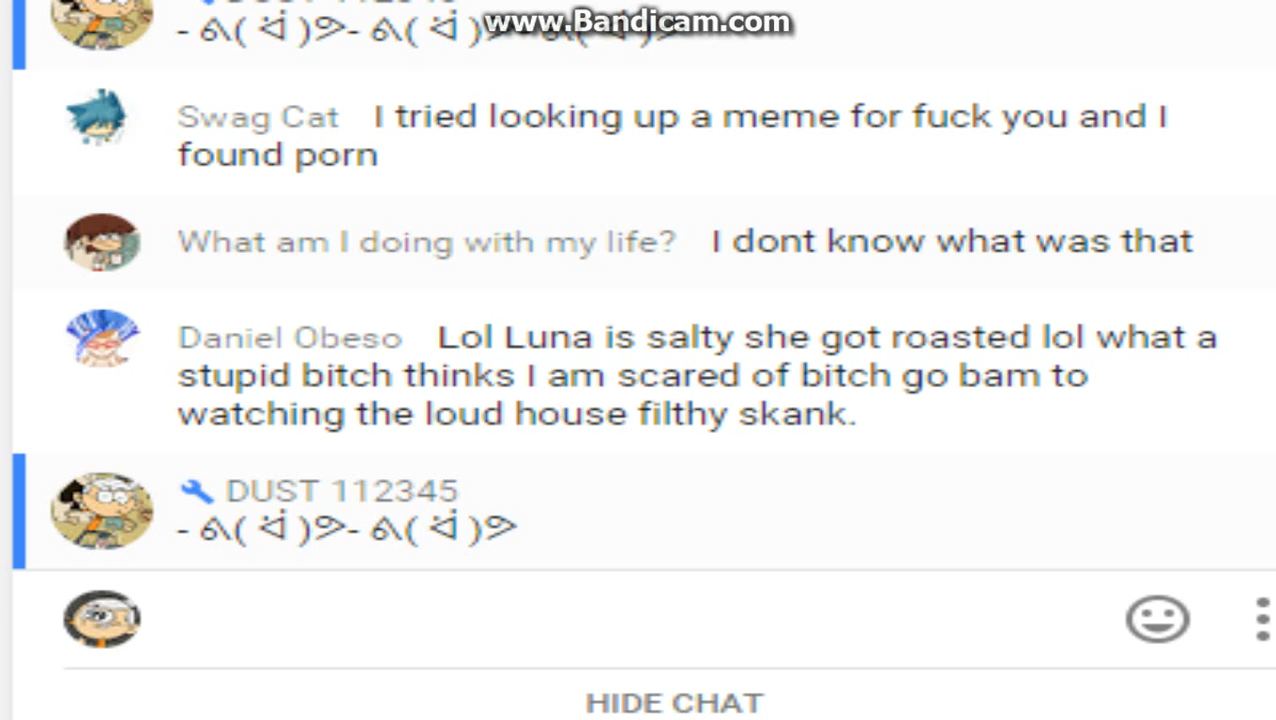 www.Bandicam.com
Swag Cat I tried looking up a meme for fuck you and I
found porn
What am I doing with my life? I dont know what was that
Daniel Obeso Lol Luna is salty she got roasted lol what a
stupid bitch thinks I am scared of bitch go bam to
watching the loud house filthy skank.
DUST 112345
- ᕕ( ᐛ )ᕗ- ᕕ( ᐛ )ᕗ
HIDE CHAT